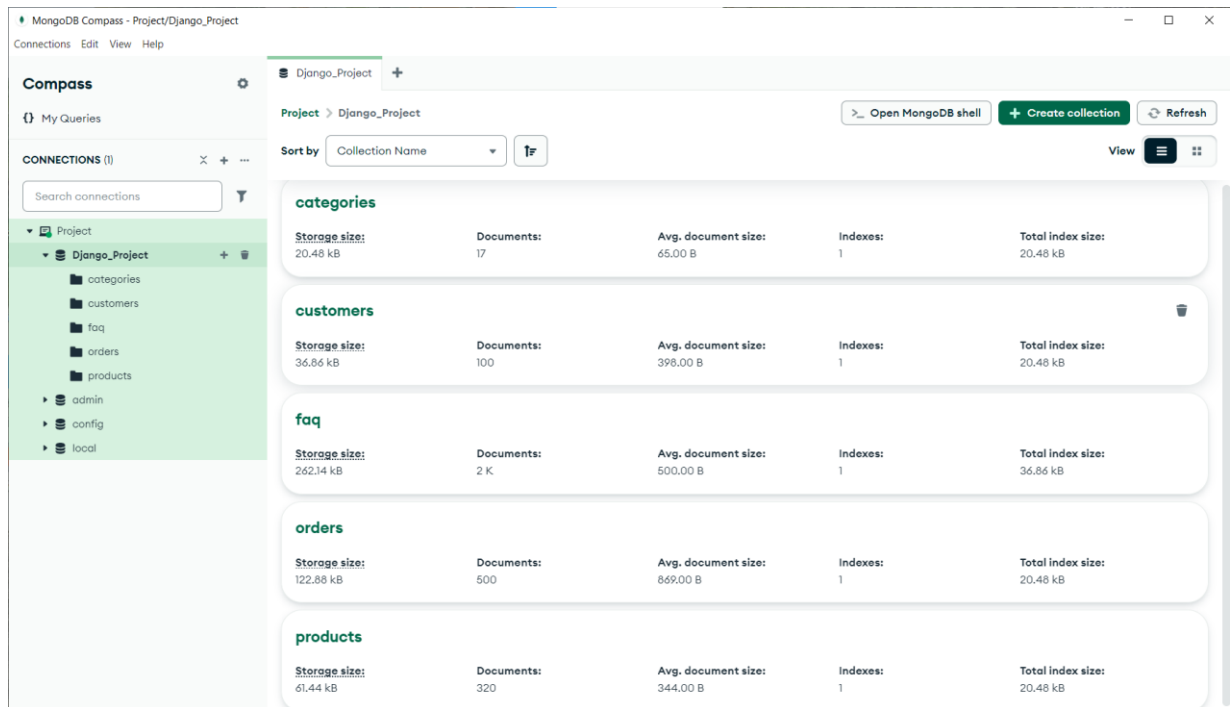 MongoDB Compass - Project/Django_Project
Connections Edit View Help
Compass
{} My Queries
CONNECTIONS (1)
Search connections
Project
Django_Project
categories
customers
faq
orders
products
admin
config
local
Django_Project
Project > Django_Project
>_ Open MongoDB shell
+ Create collection
Refresh
Sort by Collection Name
View
categories
Storage size: Documents: Avg. document size: Indexes: Total index size:
20.48 kB 17 65.00 B 1 20.48 kB
customers
Storage size: Documents: Avg. document size: Indexes: Total index size:
36.86 kB 100 398.00 B 1 20.48 kB
faq
Storage size: Documents: Avg. document size: Indexes: Total index size:
262.14 kB 2 K 500.00 B 1 36.86 kB
orders
Storage size: Documents: Avg. document size: Indexes: Total index size:
122.88 kB 500 869.00 B 1 20.48 kB
products
Storage size: Documents: Avg. document size: Indexes: Total index size:
61.44 kB 320 344.00 B 1 20.48 kB